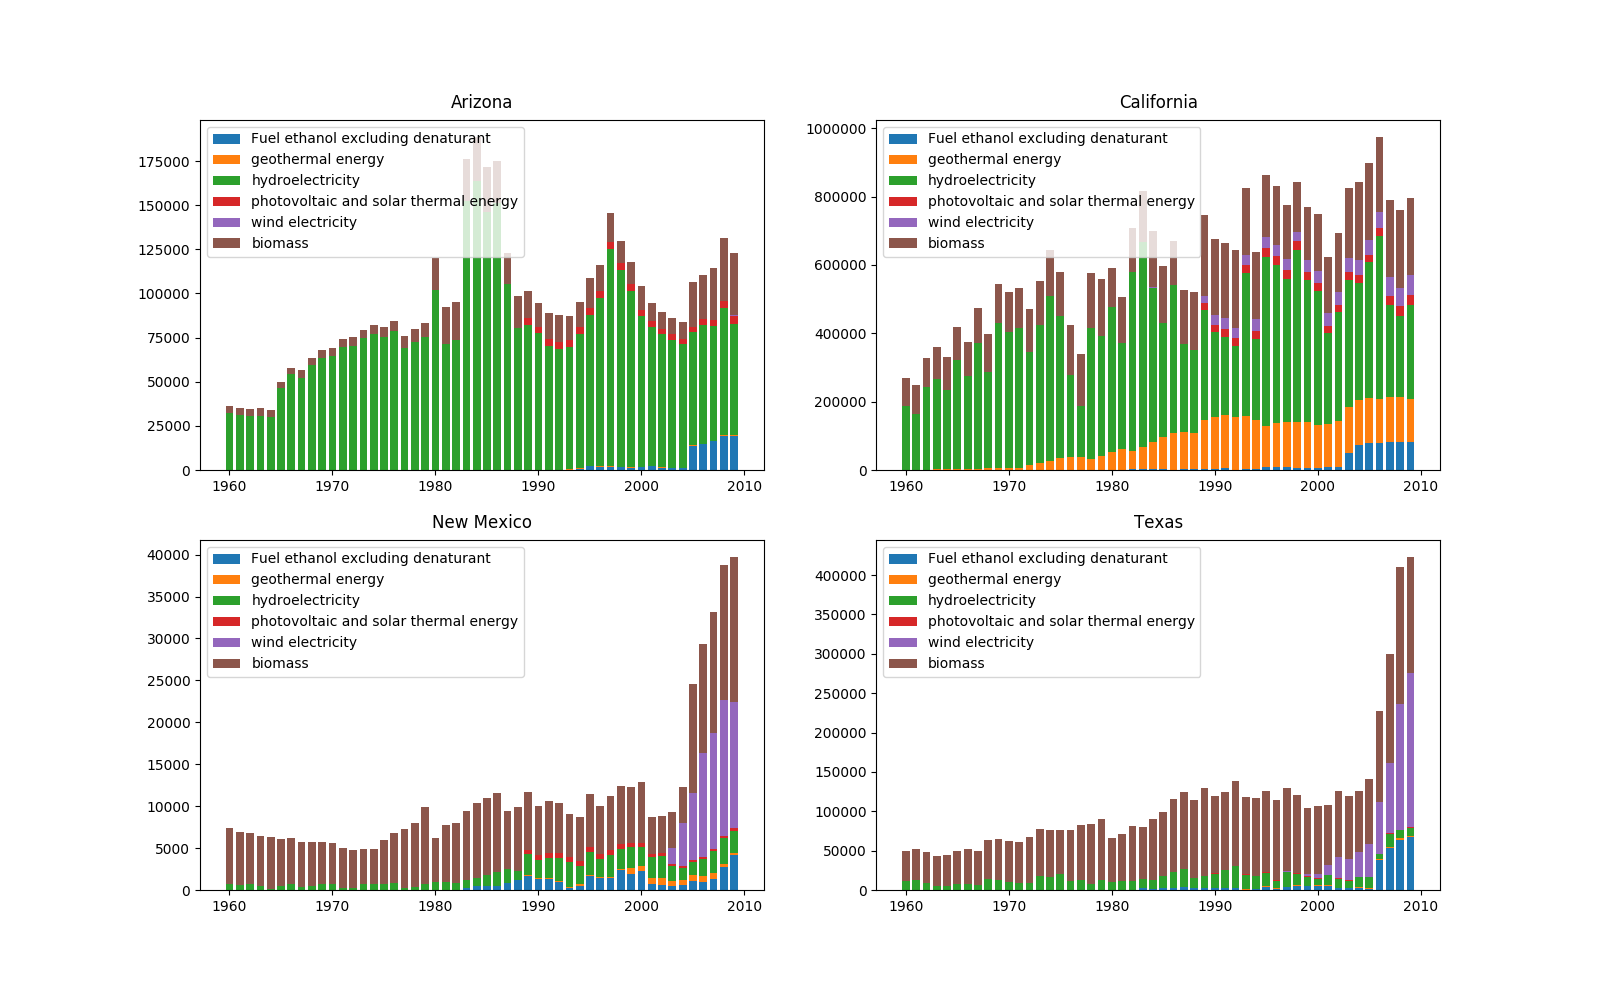 Arizona
Fuel ethanol excluding denaturant
geothermal energy
hydroelectricity
photovoltaic and solar thermal energy
wind electricity
biomass
175000
150000
125000
100000
75000
50000
25000
0
1960 1970 1980 1990 2000 2010
California
Fuel ethanol excluding denaturant
geothermal energy
hydroelectricity
photovoltaic and solar thermal energy
wind electricity
biomass
1000000
800000
600000
400000
200000
0
1960 1970 1980 1990 2000 2010
New Mexico
Fuel ethanol excluding denaturant
geothermal energy
hydroelectricity
photovoltaic and solar thermal energy
wind electricity
biomass
40000
35000
30000
25000
20000
15000
10000
5000
0
1960 1970 1980 1990 2000 2010
Texas
Fuel ethanol excluding denaturant
geothermal energy
hydroelectricity
photovoltaic and solar thermal energy
wind electricity
biomass
400000
350000
300000
250000
200000
150000
100000
50000
0
1960 1970 1980 1990 2000 2010